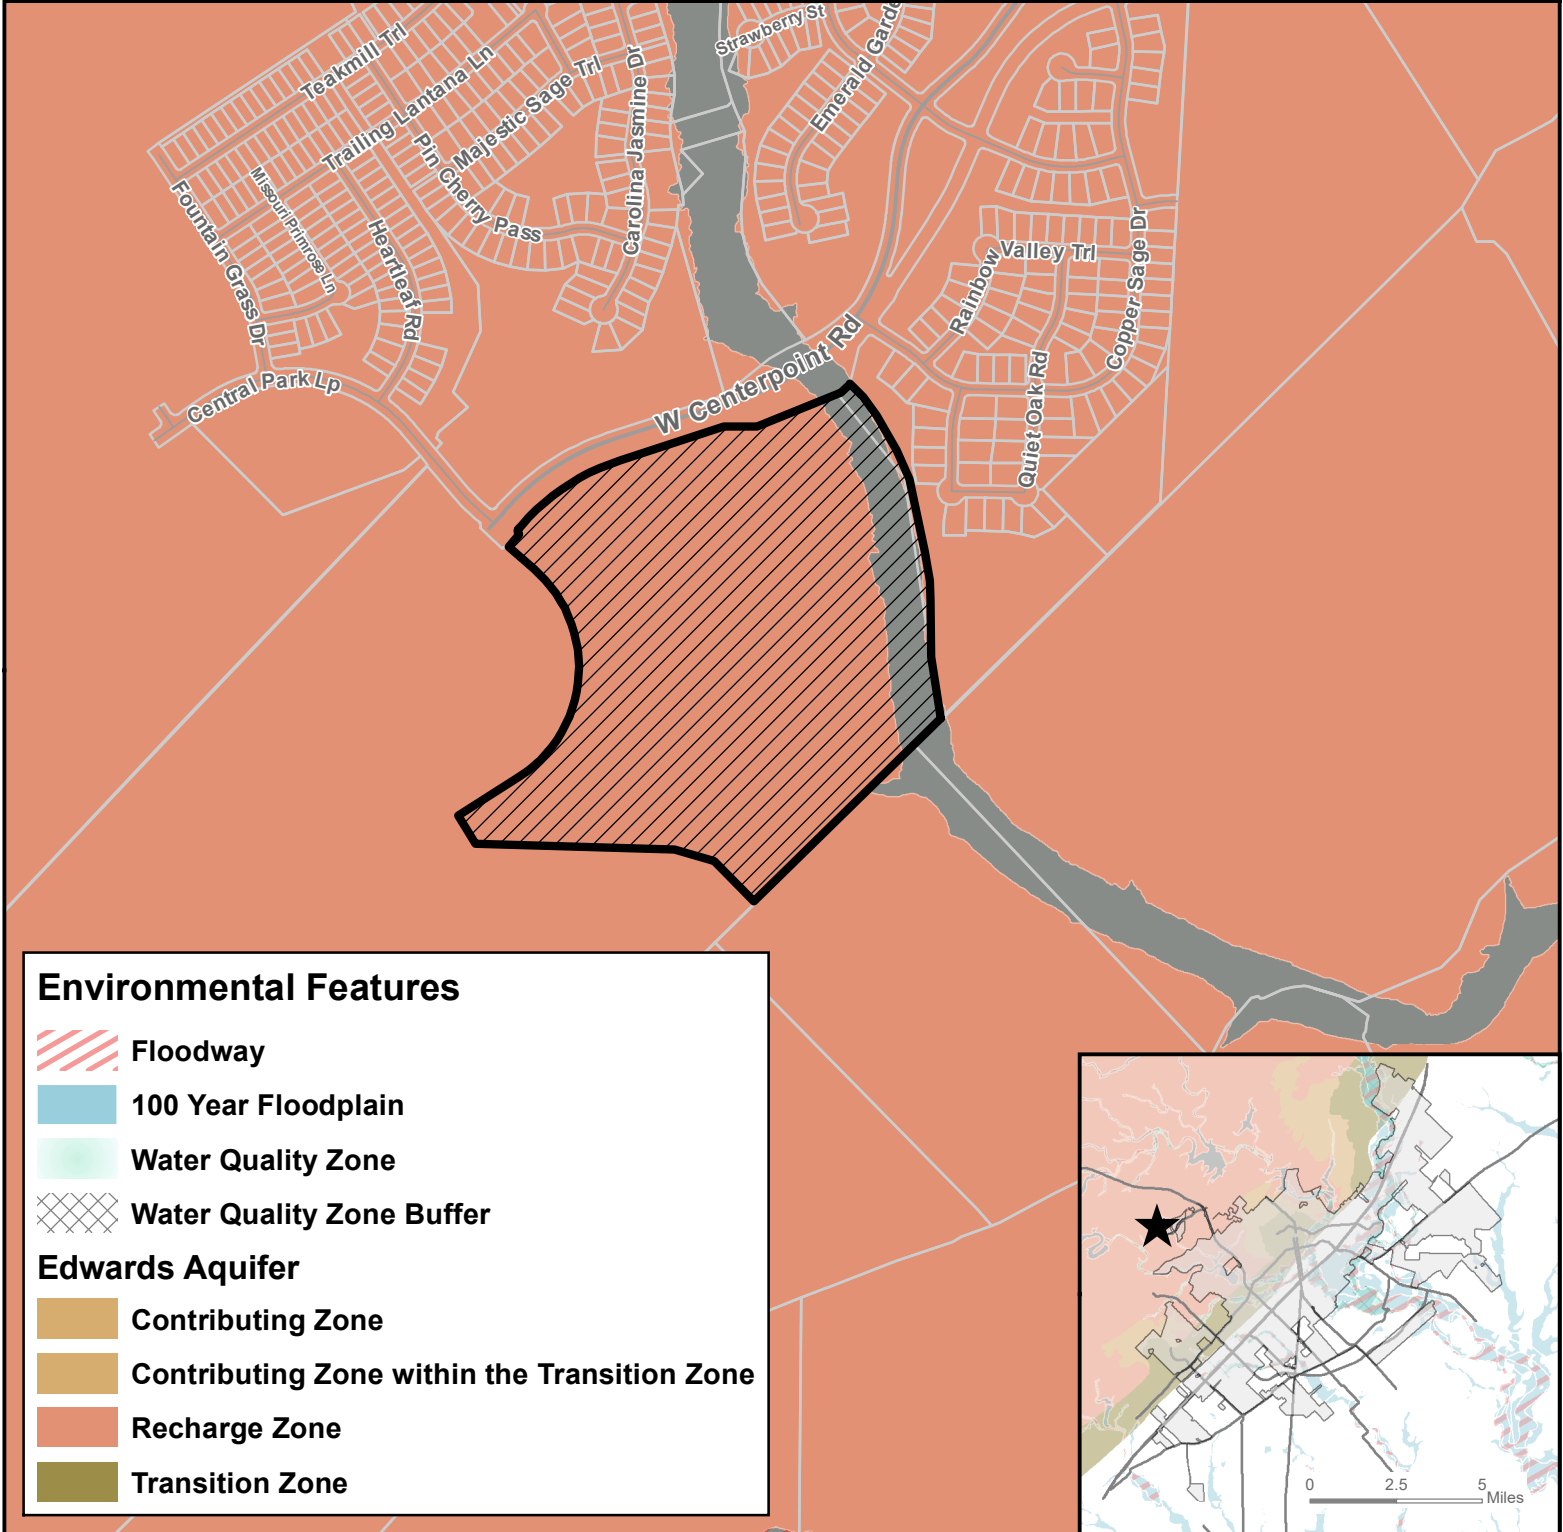 Teakmill Trl
Trailing Lantana Ln
Majestic Sage Trl
Carolina Jasmine Dr
Strawberry St
Emerald Garde
Pin Cherry Pass
Missouri Primrose Ln
Fountain Grass Dr
Heartleaf Rd
Rainbow
Valley Trl
Copper Sage Dr
Quiet Oak Rd
Central Park Lp
W Centerpoint Rd
Environmental Features
Floodway
100 Year Floodplain
Water Quality Zone
Water Quality Zone Buffer
Edwards Aquifer
Contributing Zone
Contributing Zone within the Transition Zone
Recharge Zone
Transition Zone
0 2.5 5
Miles